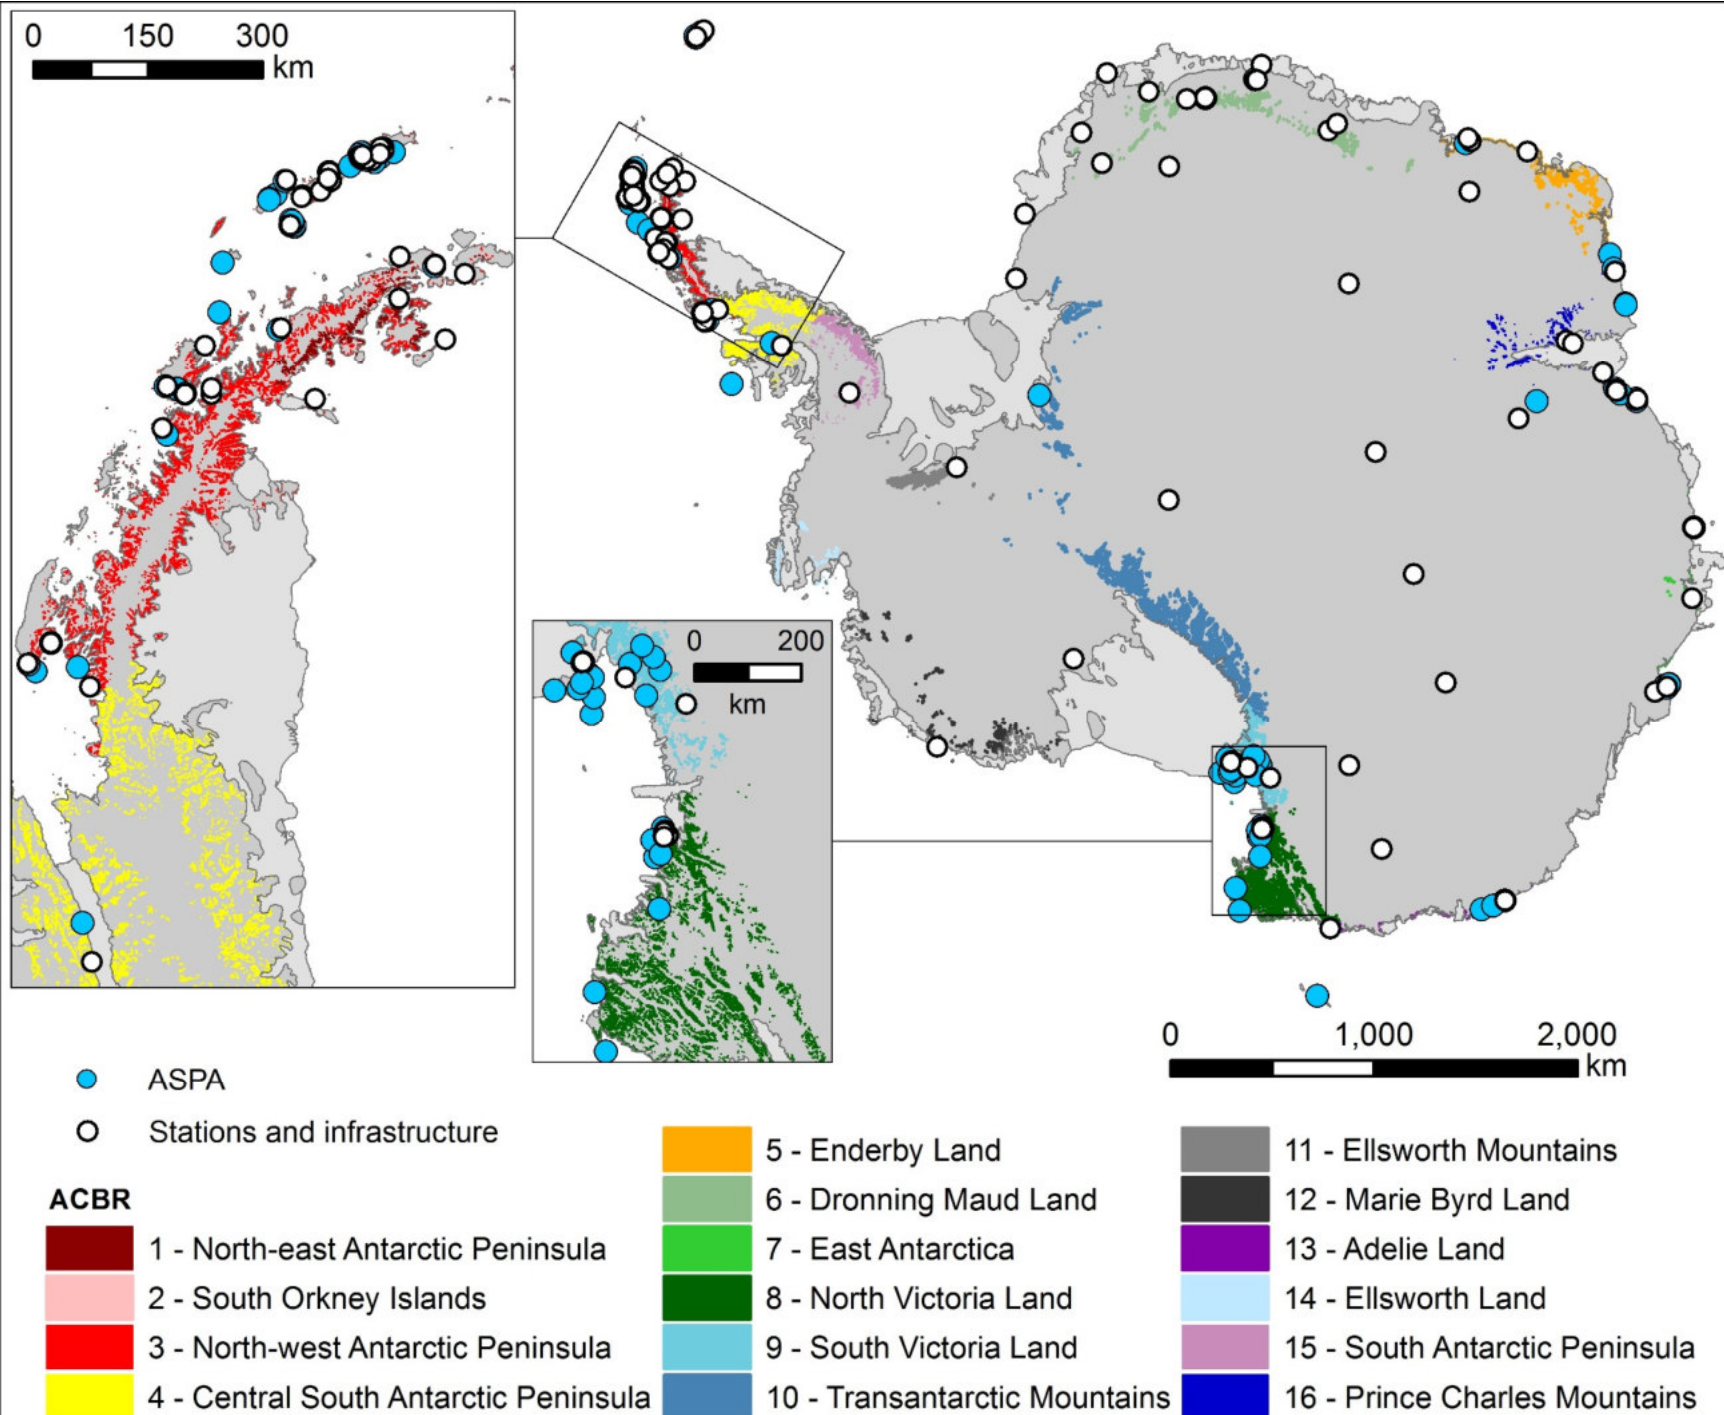 0 150 300
km
0 200
km
0 1,000 2,000
km
ASPA
Stations and infrastructure
ACBR
1 - North-east Antarctic Peninsula
2 - South Orkney Islands
3 - North-west Antarctic Peninsula
4 - Central South Antarctic Peninsula
5 - Enderby Land
6 - Dronning Maud Land
7 - East Antarctica
8 - North Victoria Land
9 - South Victoria Land
10 - Transantarctic Mountains
11 - Ellsworth Mountains
12 - Marie Byrd Land
13 - Adelie Land
14 - Ellsworth Land
15 - South Antarctic Peninsula
16 - Prince Charles Mountains